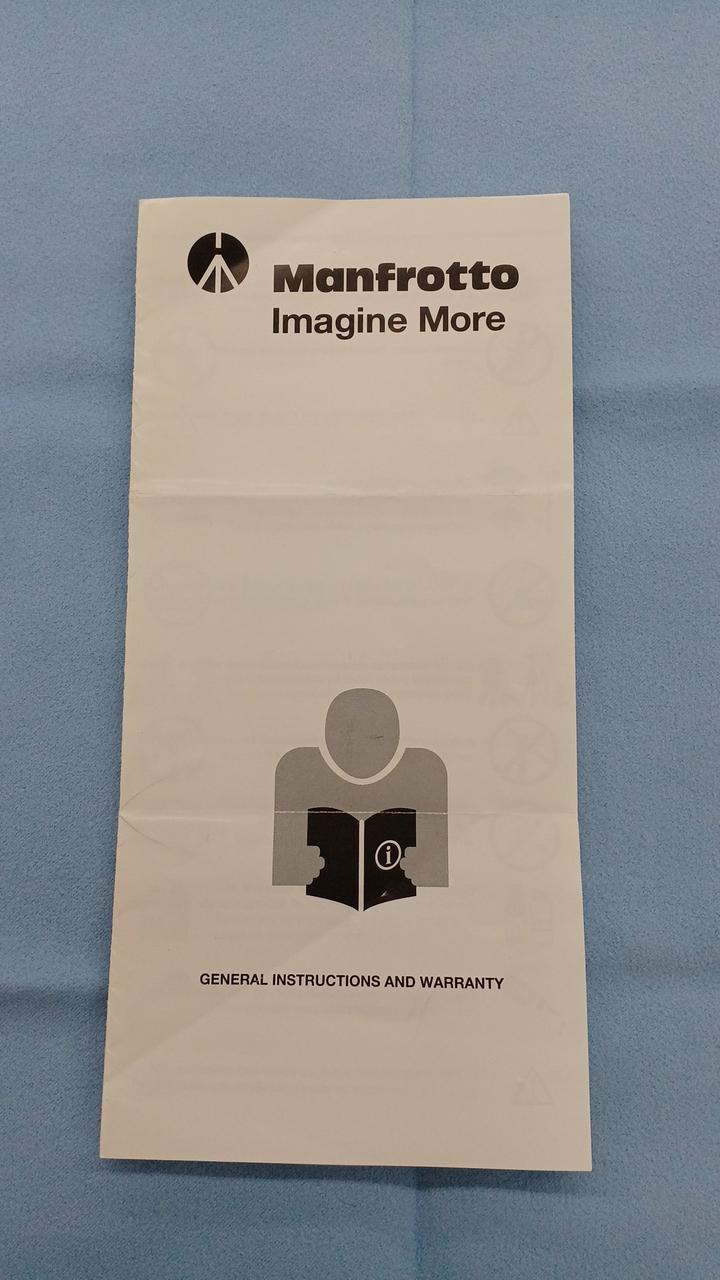 Manfrotto
Imagine More
i
GENERAL INSTRUCTIONS AND WARRANTY